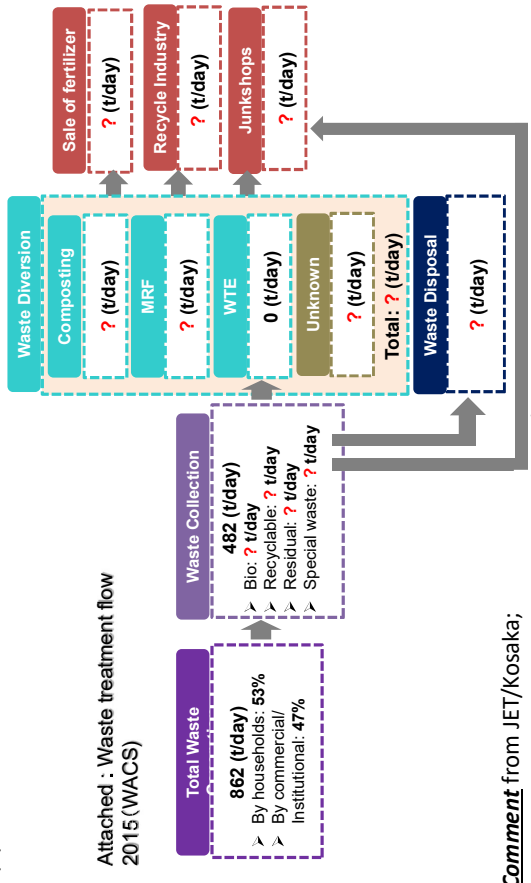 Attached : Waste treatment flow
2015(WACS)
Total Waste
862 (t/day)
➢ By households: 53%
➢ By commercial/
Institutional: 47%
Waste Collection
482 (t/day)
➢ Bio: ? t/day
➢ Recyclable: ? t/day
➢ Residual: ? t/day
➢ Special waste: ? t/day
Waste Diversion
Composting
? (t/day)
MRF
? (t/day)
WTE
0 (t/day)
Unknown
? (t/day)
Total: ? (t/day)
Waste Disposal
? (t/day)
Sale of fertilizer
? (t/day)
Recycle Industry
? (t/day)
Junkshops
? (t/day)
Comment from JET/Kosaka;